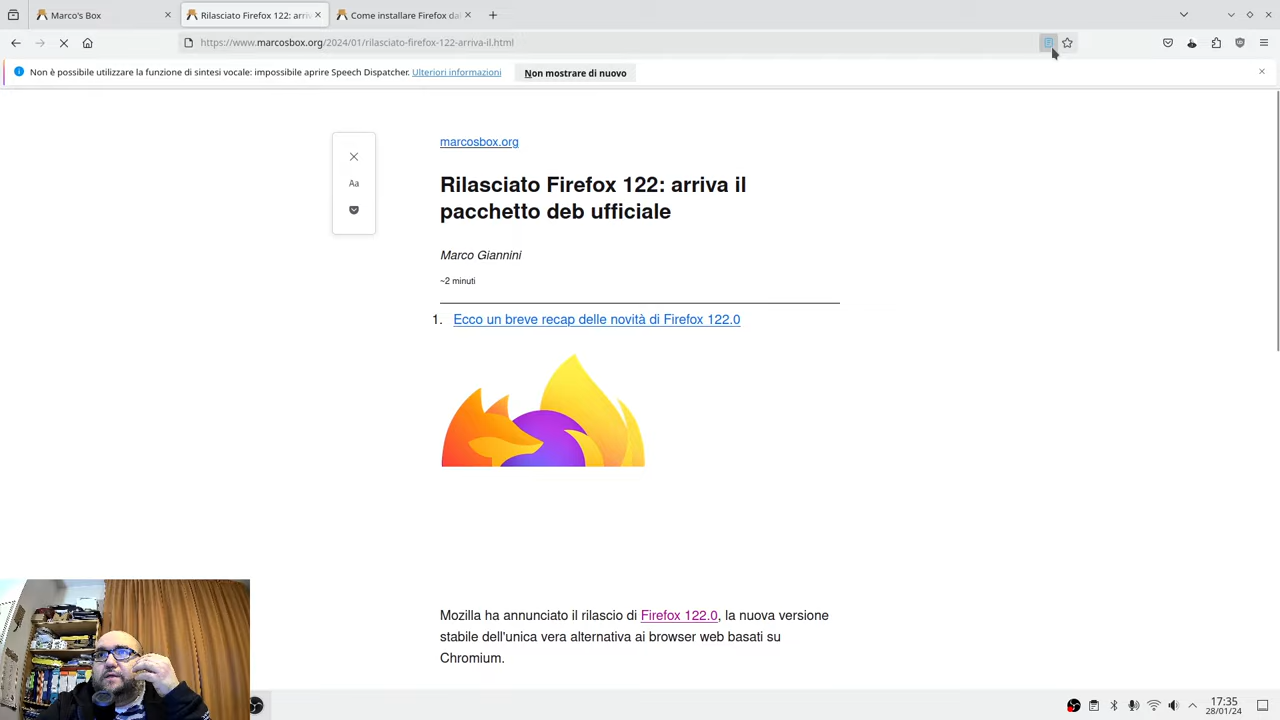 Marco's Box
Rilasciato Firefox 122: arriv
Come installare Firefox dal
https://www.marcosbox.org/2024/01/rilasciato-firefox-122-arriva-il.html
Non è possibile utilizzare la funzione di sintesi vocale: impossibile aprire Speech Dispatcher. Ulteriori informazioni Non mostrare di nuovo
marcosbox.org
Aa
Rilasciato Firefox 122: arriva il
pacchetto deb ufficiale
Marco Giannini
~2 minuti
1. Ecco un breve recap delle novità di Firefox 122.0
Mozilla ha annunciato il rilascio di Firefox 122.0, la nuova versione
stabile dell'unica vera alternativa ai browser web basati su
Chromium.
17:35
28/01/24